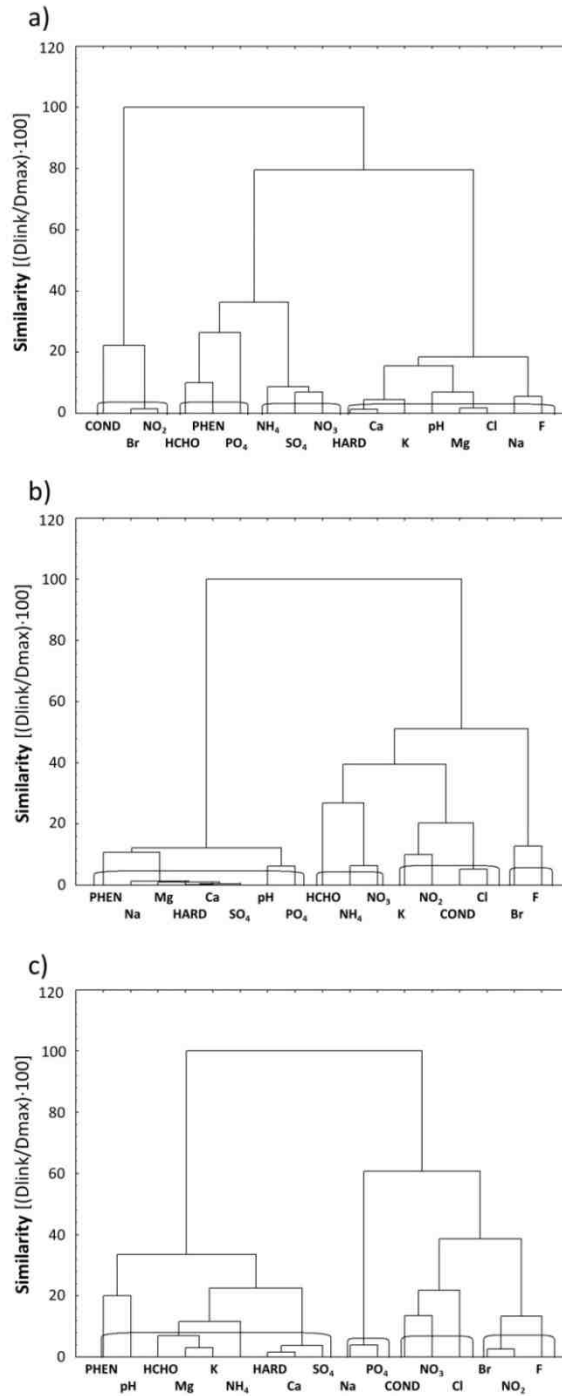 a)
120
100
80
60
40
20
0
Similarity [(Dlink/Dmax)·100]
COND NO₂ PHEN NH₄ NO₃ Ca pH Cl F
Br HCHO PO₄ SO₄ HARD K Mg Na
b)
120
100
80
60
40
20
0
Similarity [(Dlink/Dmax)·100]
PHEN Mg Ca pH HCHO NO₃ NO₂ Cl F
Na HARD SO₄ PO₄ NH₄ K COND Br
c)
120
100
80
60
40
20
0
Similarity [(Dlink/Dmax)·100]
PHEN HCHO K HARD SO₄ PO₄ NO₃ Br F
pH Mg NH₄ Ca Na COND Cl NO₂